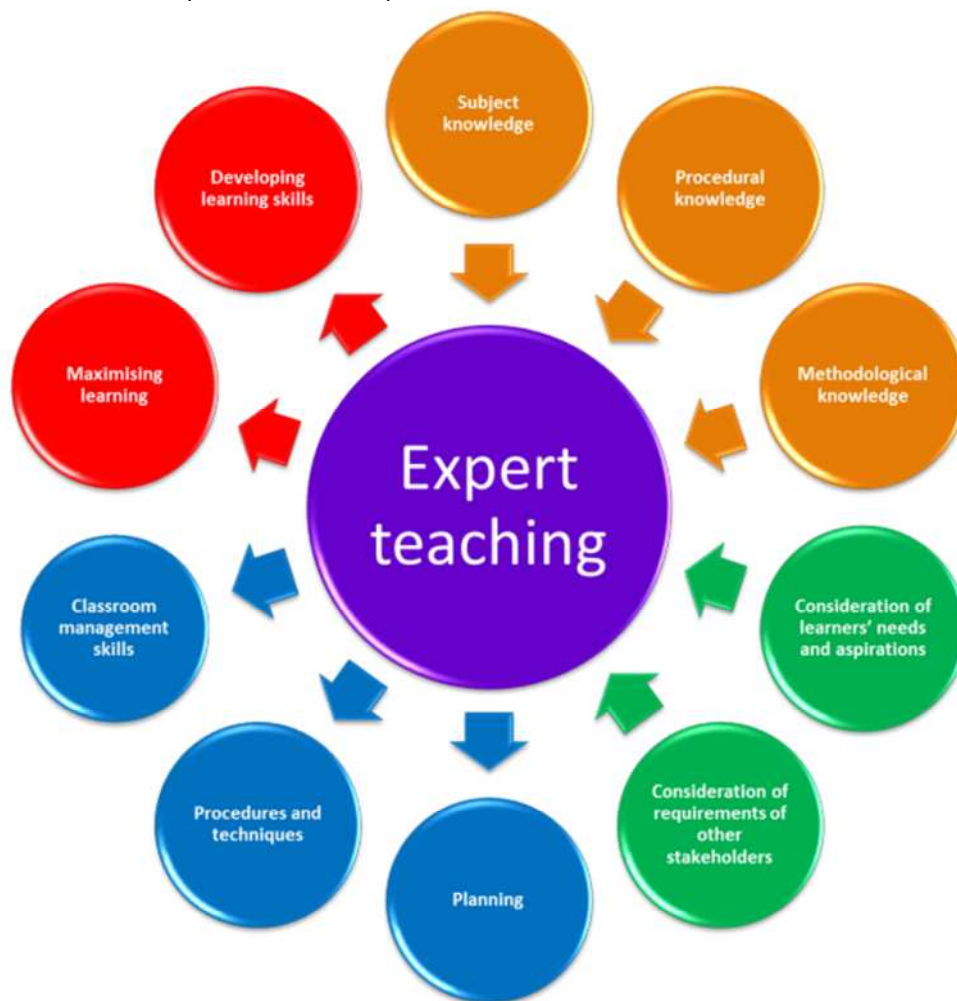 Subject
knowledge
Procedural
knowledge
Methodological
knowledge
Consideration of
learners' needs
and aspirations
Consideration of
requirements of
other
stakeholders
Planning
Procedures and
techniques
Classroom
management
skills
Maximising
learning
Developing
learning skills
Expert
teaching